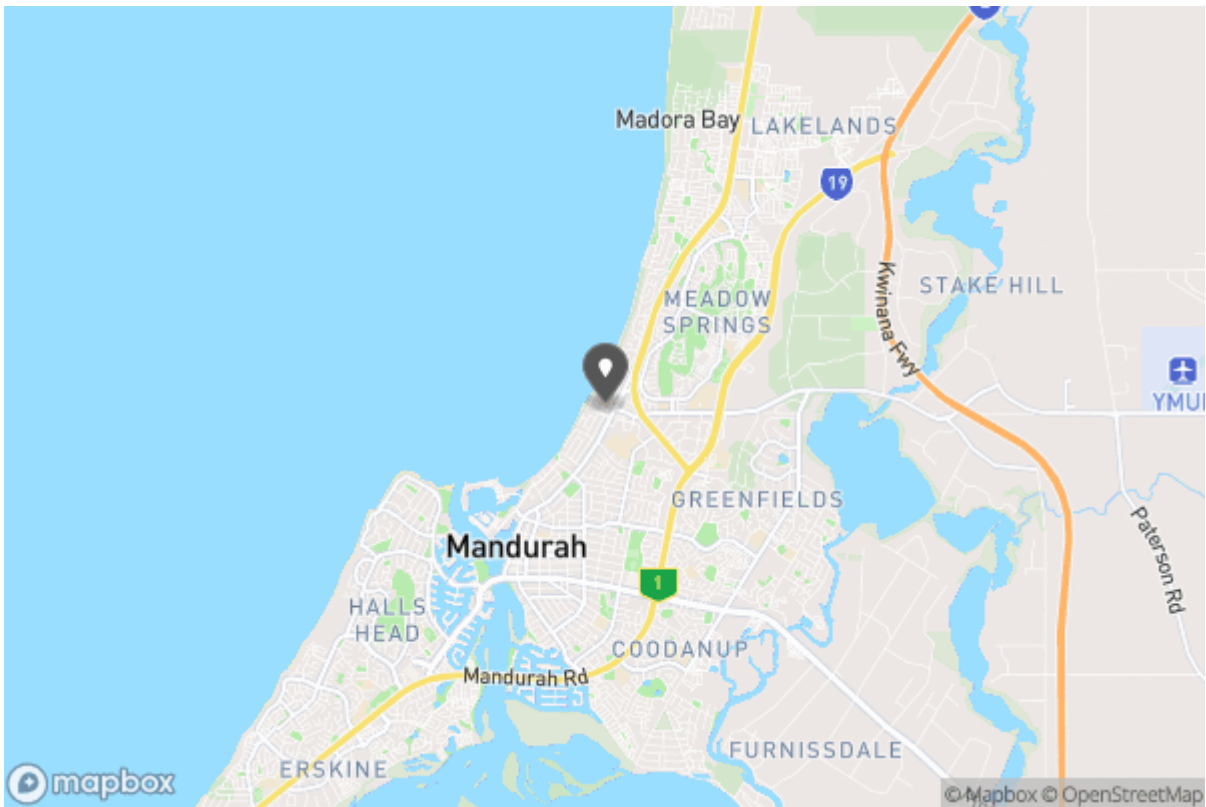 Madora Bay
LAKELANDS
19
MEADOW
SPRINGS
Kwinana Fwy
STAKE HILL
GREENFIELDS
Mandurah
1
Paterson Rd
HALLS
HEAD
COODANUP
Mandurah Rd
FURNISSDALE
ERSKINE
mapbox
© Mapbox © OpenStreetMap